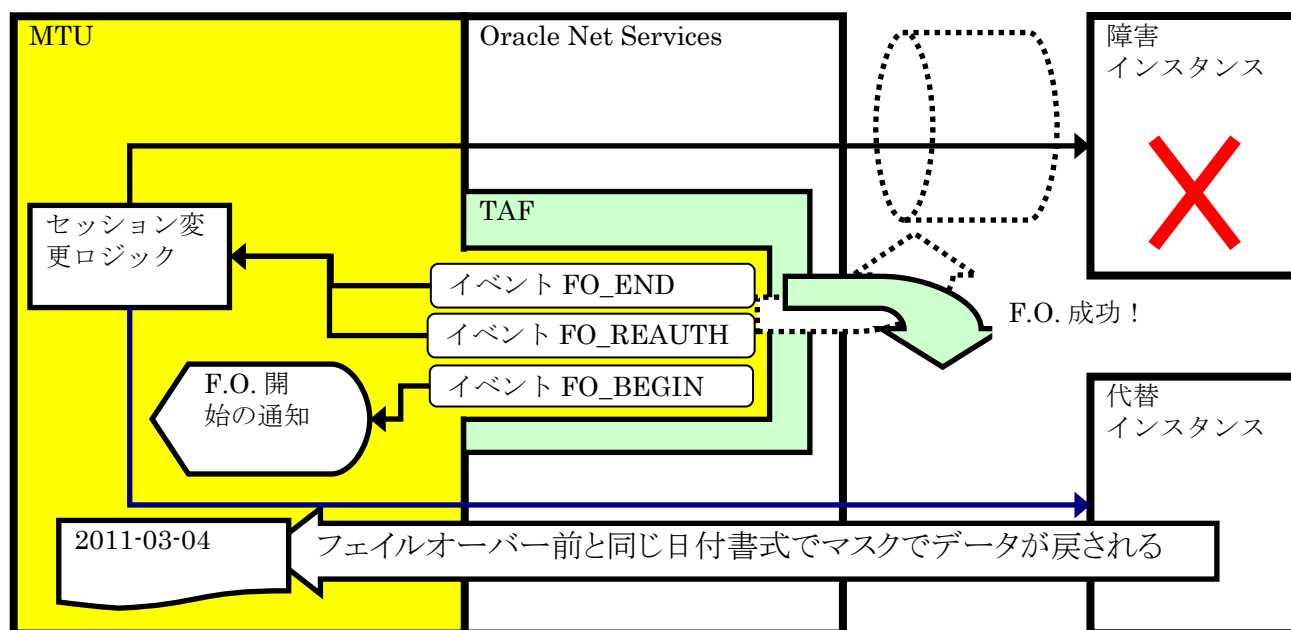 MTU
Oracle Net Services
障害
インスタンス
TAF
セッション変
更ロジック
イベント FO_END
イベント FO_REAUTH
イベント FO_BEGIN
F.O. 成功！
F.O. 開
始の通知
代替
インスタンス
2011-03-04
フェイルオーバー前と同じ日付書式でマスクでデータが戻される